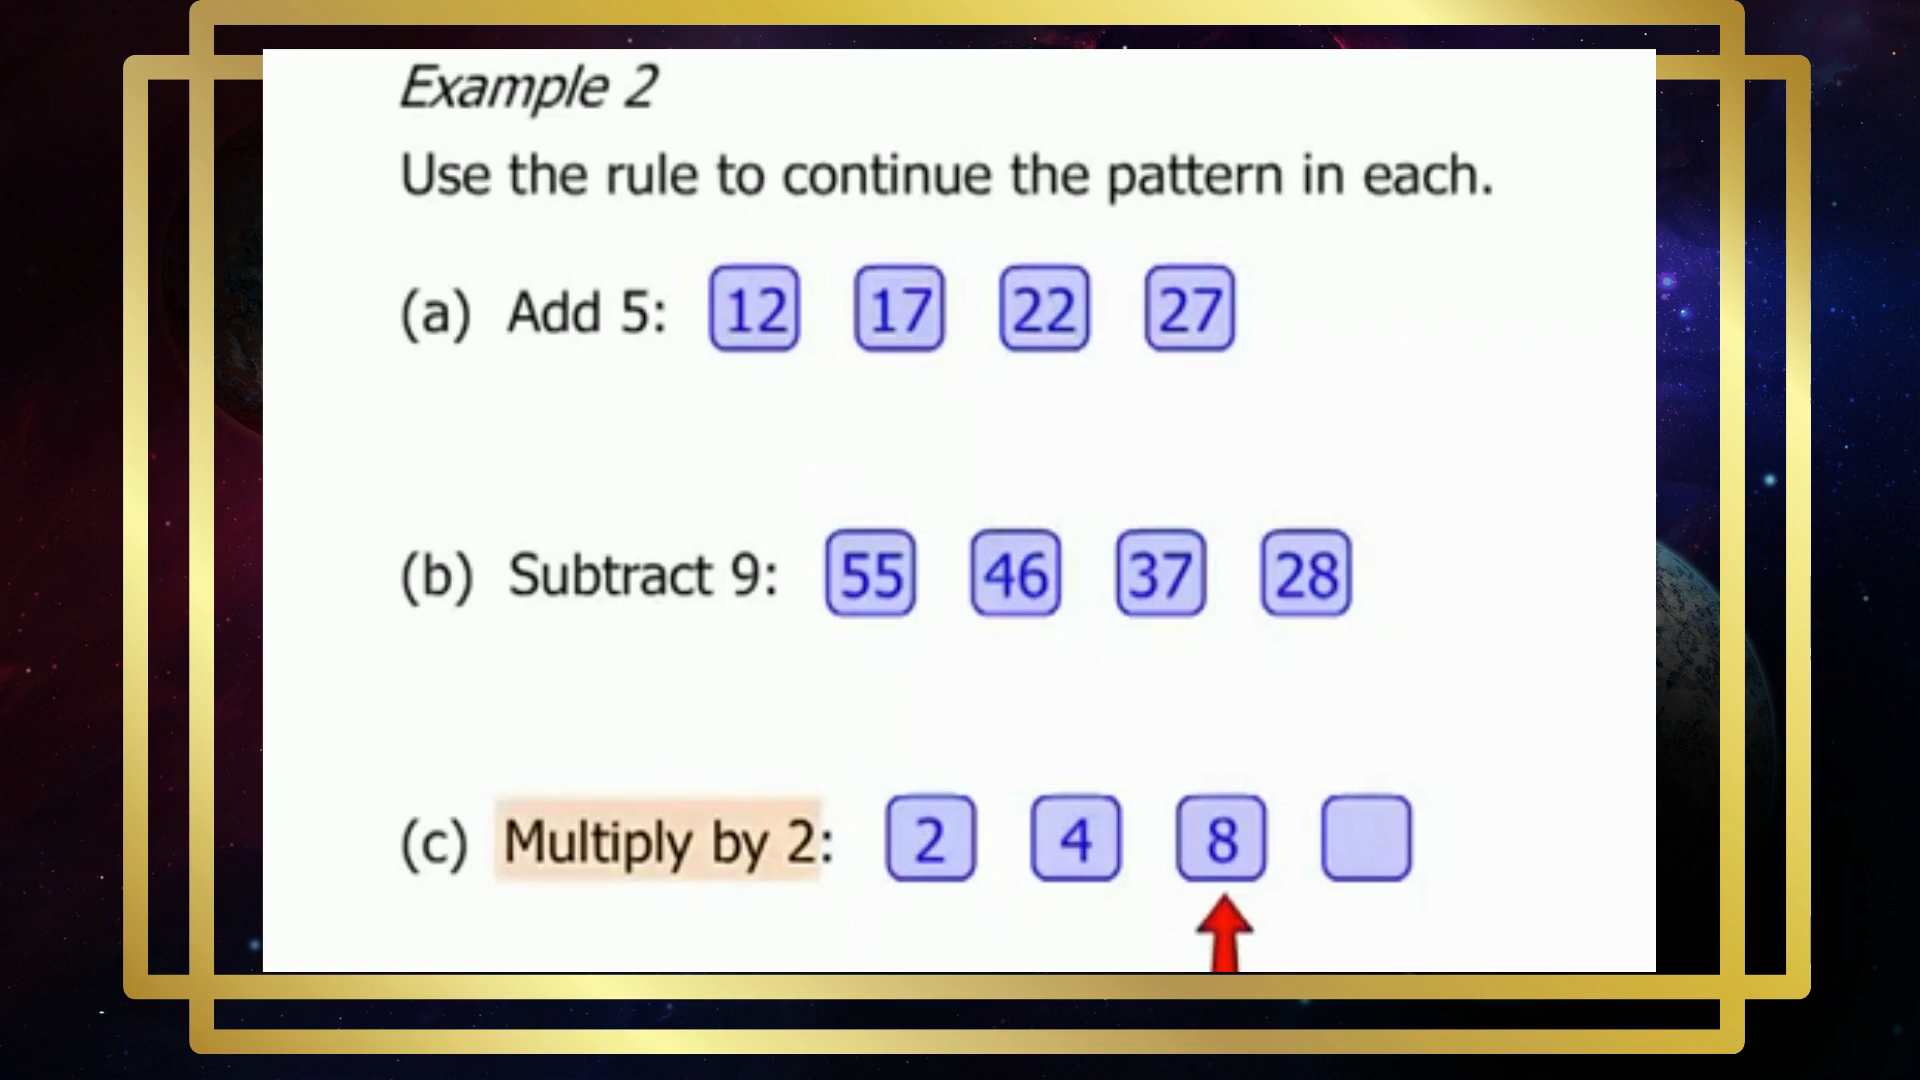 Example 2
Use the rule to continue the pattern in each.
(a) Add 5: 12 17 22 27
(b) Subtract 9: 55 46 37 28
(c) Multiply by 2: 2 4 8